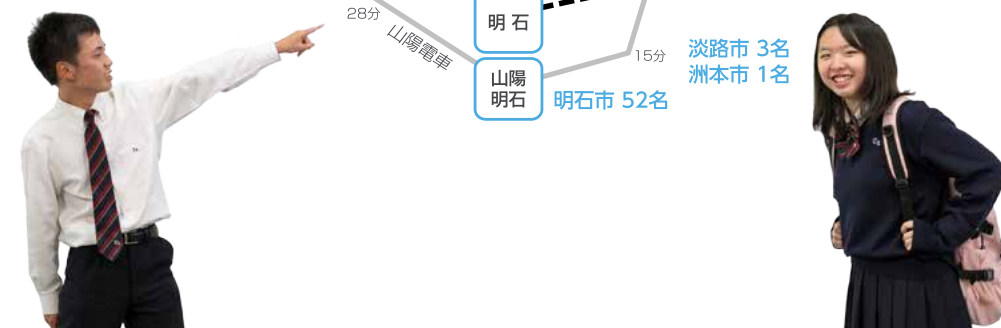 28分
山陽電車
明 石
15分
淡路市 3名
洲本市 1名
山陽
明石
明石市 52名